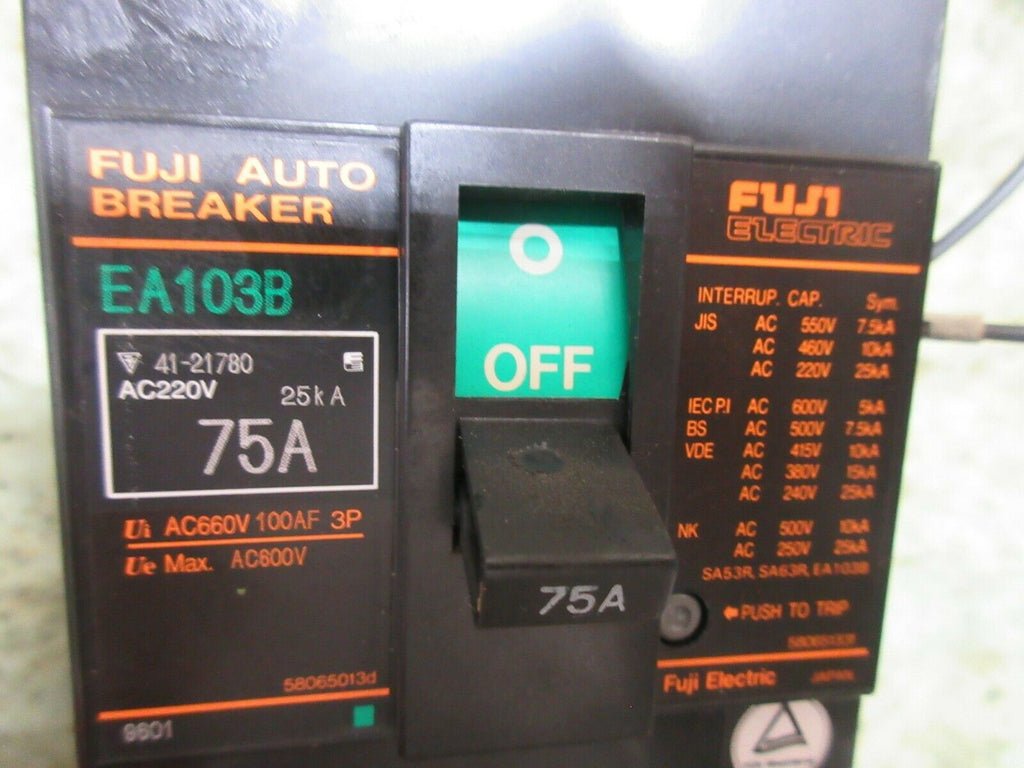 FUJI AUTO
BREAKER
EA103B
41-21780
AC220V 25kA
75A
Ui AC660V 100AF 3P
Ue Max. AC600V
58065013d
9601
O
OFF
75A
FUJI
ELECTRIC
INTERRUP. CAP. Sym.
JIS AC 550V 7.5kA
AC 460V 10kA
AC 220V 25kA
IEC P.I AC 600V 5kA
BS AC 500V 7.5kA
VDE AC 415V 10kA
AC 380V 15kA
AC 240V 25kA
NK AC 500V 10kA
AC 250V 25kA
SA53R, SA63R, EA103B
PUSH TO TRIP
Fuji Electric JAPAN